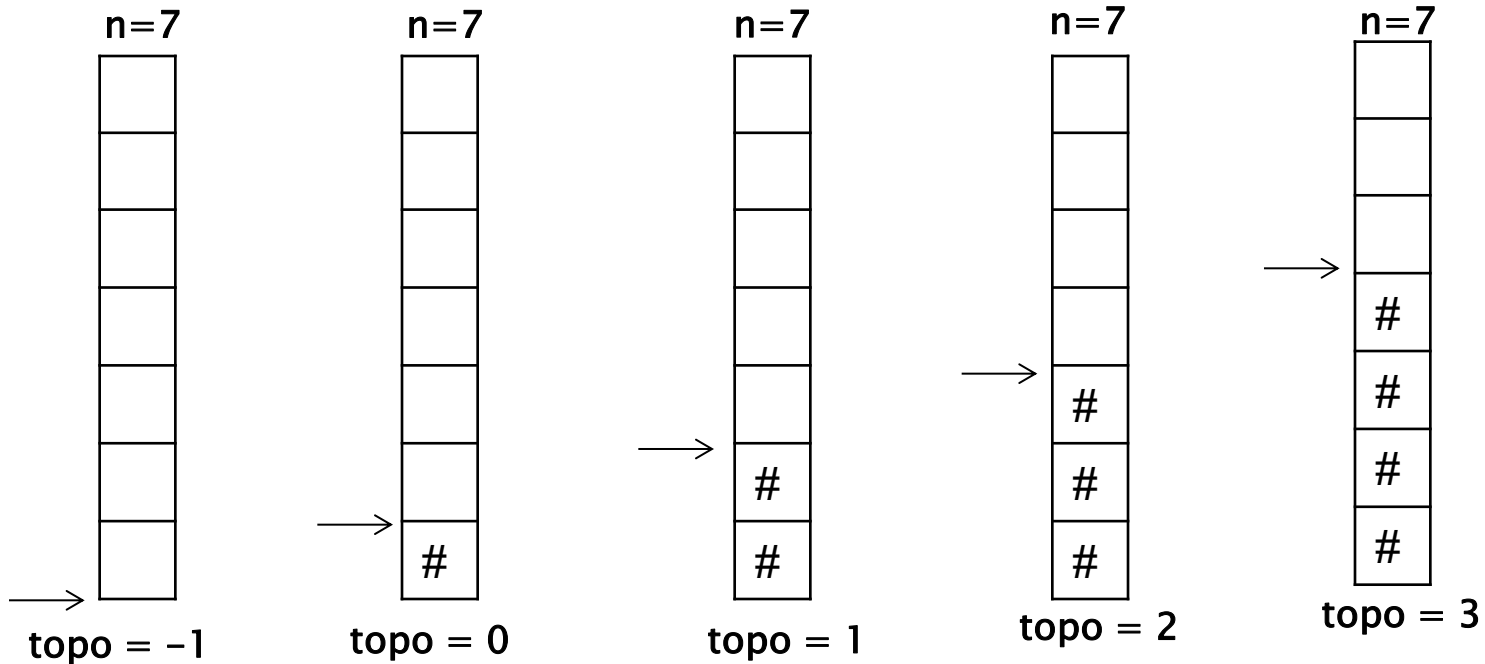 n=7
n=7
n=7
n=7
n=7
#
#
#
#
#
#
#
#
#
#
topo = -1
topo = 0
topo = 1
topo = 2
topo = 3